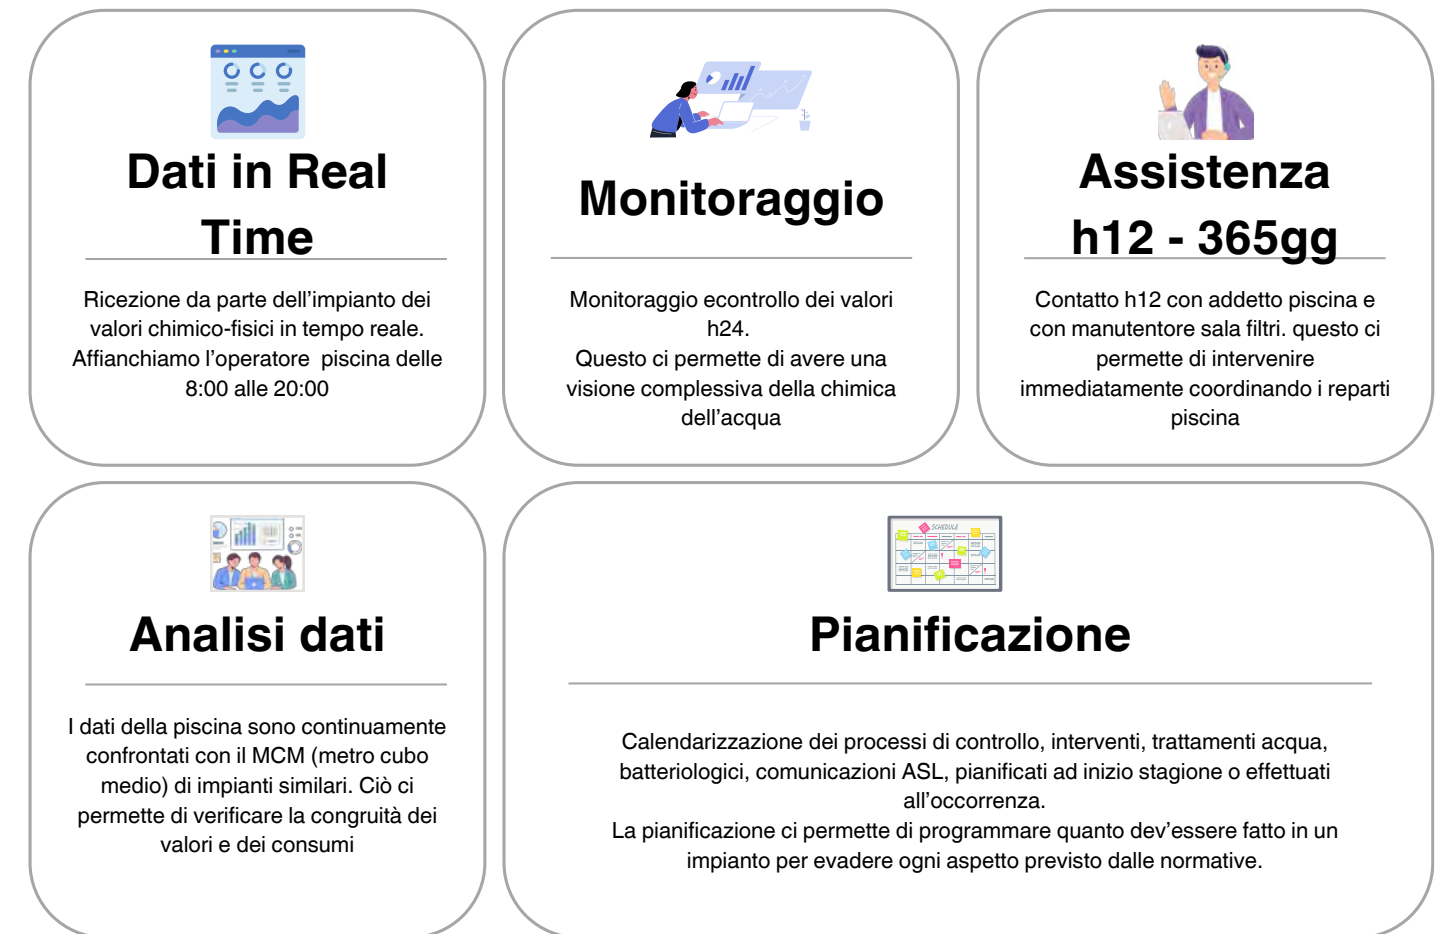 Dati in Real
Time
Ricezione da parte dell’impianto dei
valori chimico-fisici in tempo reale.
Affianchiamo l’operatore  piscina delle
8:00 alle 20:00
Monitoraggio
Monitoraggio econtrollo dei valori
h24.
Questo ci permette di avere una
visione complessiva della chimica
dell’acqua
Assistenza
h12 - 365gg
Contatto h12 con addetto piscina e
con manutentore sala filtri. questo ci
permette di intervenire
immediatamente coordinando i reparti
piscina
Analisi dati
I dati della piscina sono continuamente
confrontati con il MCM (metro cubo
medio) di impianti similari. Ciò ci
permette di verificare la congruità dei
valori e dei consumi
SCHEDULE
Pianificazione
Calendarizzazione dei processi di controllo, interventi, trattamenti acqua,
batteriologici, comunicazioni ASL, pianificati ad inizio stagione o effettuati
all’occorrenza.
La pianificazione ci permette di programmare quanto dev’essere fatto in un
impianto per evadere ogni aspetto previsto dalle normative.